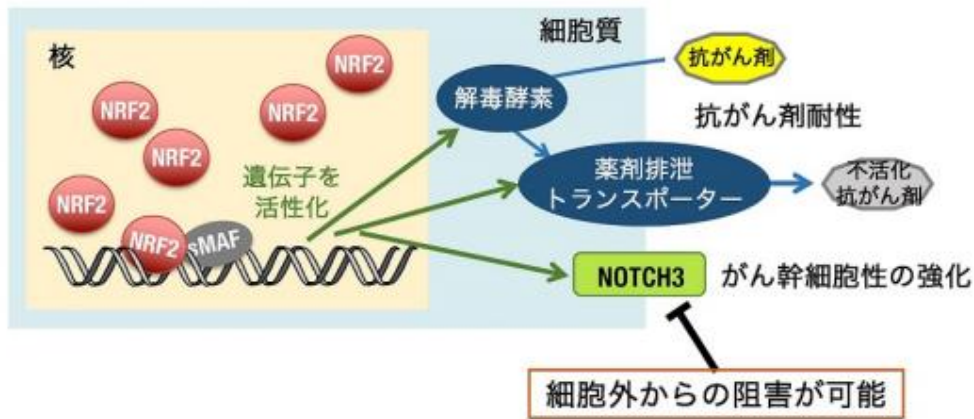 核
細胞質
NRF2
NRF2
NRF2
NRF2
NRF2
NRF2
sMAF
遺伝子を
活性化
解毒酵素
抗がん剤
抗がん剤耐性
薬剤排泄
トランスポーター
不活化
抗がん剤
NOTCH3
がん幹細胞性の強化
細胞外からの阻害が可能